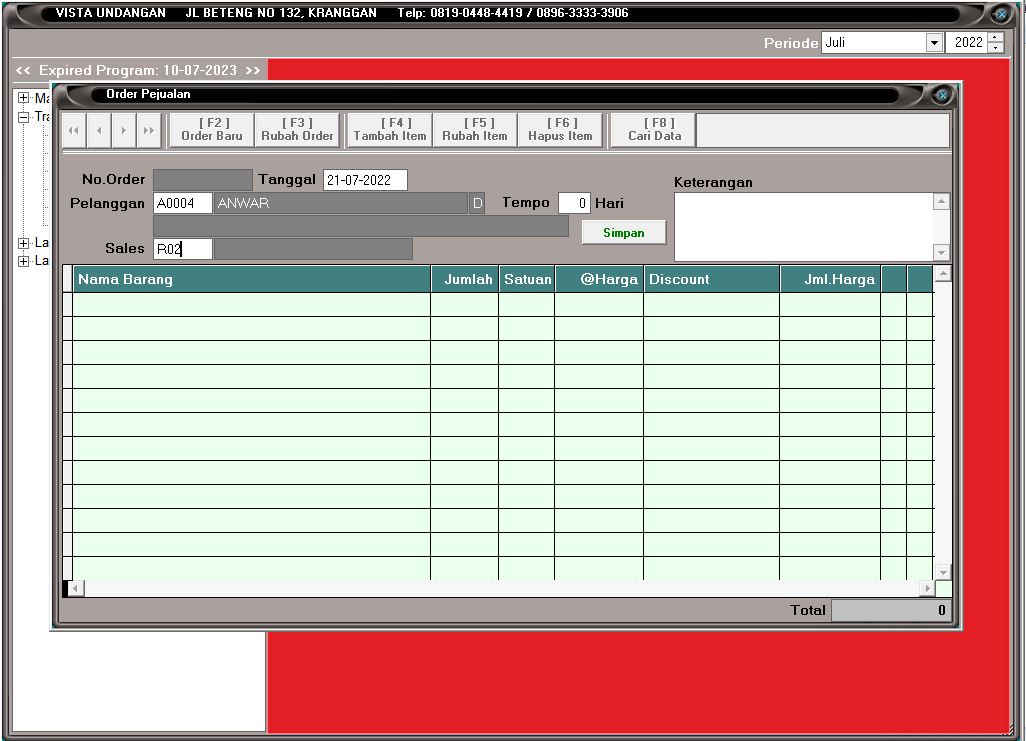 VISTA UNDANGAN JL BETENG NO 132, KRANGGAN Telp: 0819-0448-4419 / 0896-3333-3906
Periode Juli 2022
<< Expired Program: 10-07-2023 >>
Ma
Tra
La
La
Order Pejualan
[ F2 ] [ F3 ] [ F4 ] [ F5 ] [ F6 ] [ F8 ]
Order Baru Rubah Order Tambah Item Rubah Item Hapus Item Cari Data
No.Order Tanggal 21-07-2022 Keterangan
Pelanggan A0004 ANWAR D Tempo 0 Hari
Simpan
Sales R02
Nama Barang Jumlah Satuan @Harga Discount Jml.Harga
Total 0